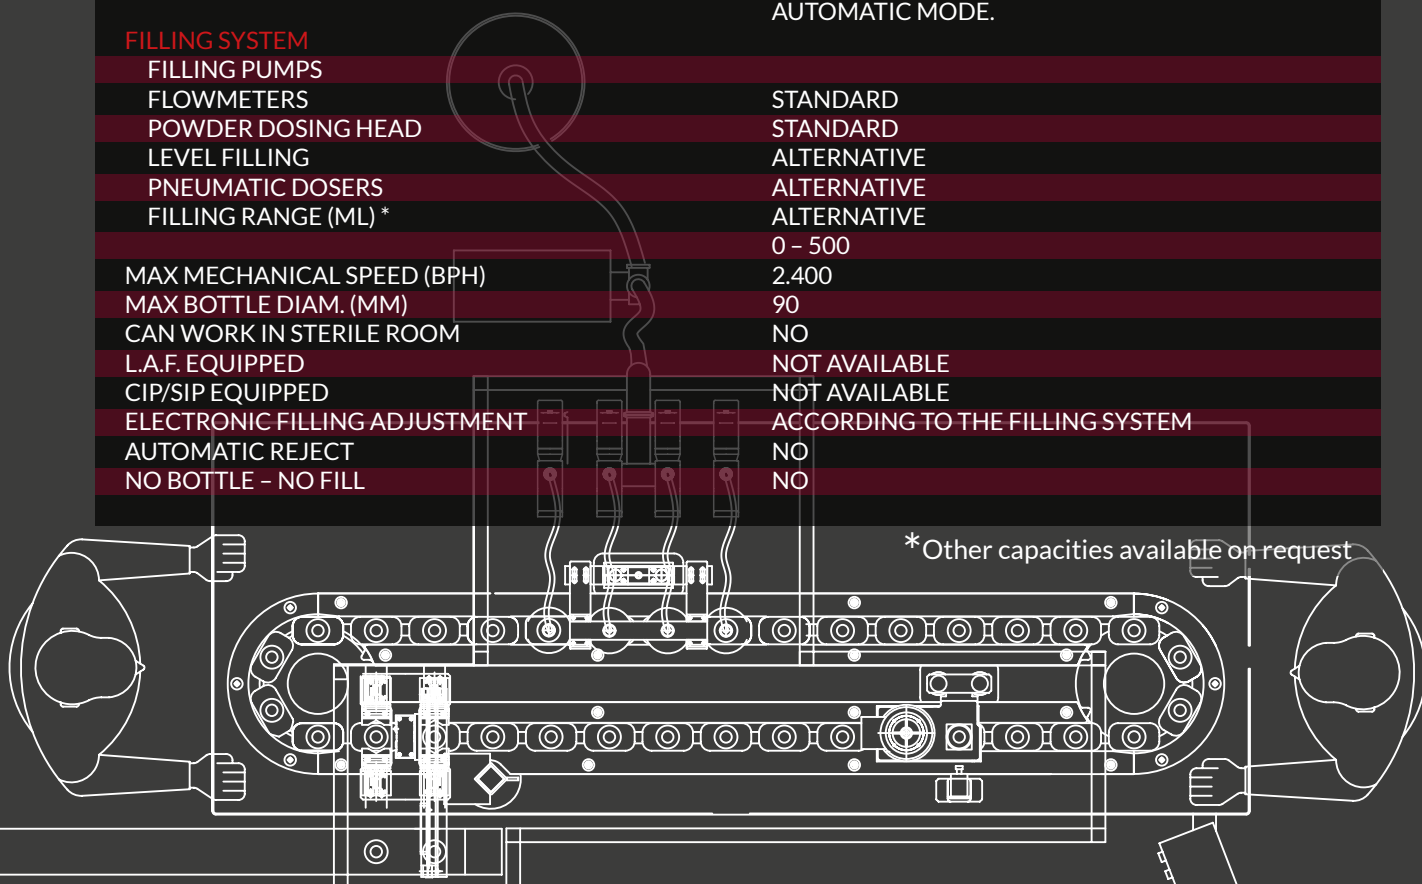 AUTOMATIC MODE.
FILLING SYSTEM
FILLING PUMPS
FLOWMETERS STANDARD
POWDER DOSING HEAD STANDARD
LEVEL FILLING ALTERNATIVE
PNEUMATIC DOSERS ALTERNATIVE
FILLING RANGE (ML) * ALTERNATIVE
0 – 500
MAX MECHANICAL SPEED (BPH) 2.400
MAX BOTTLE DIAM. (MM) 90
CAN WORK IN STERILE ROOM NO
L.A.F. EQUIPPED NOT AVAILABLE
CIP/SIP EQUIPPED NOT AVAILABLE
ELECTRONIC FILLING ADJUSTMENT ACCORDING TO THE FILLING SYSTEM
AUTOMATIC REJECT NO
NO BOTTLE – NO FILL NO
*Other capacities available on request